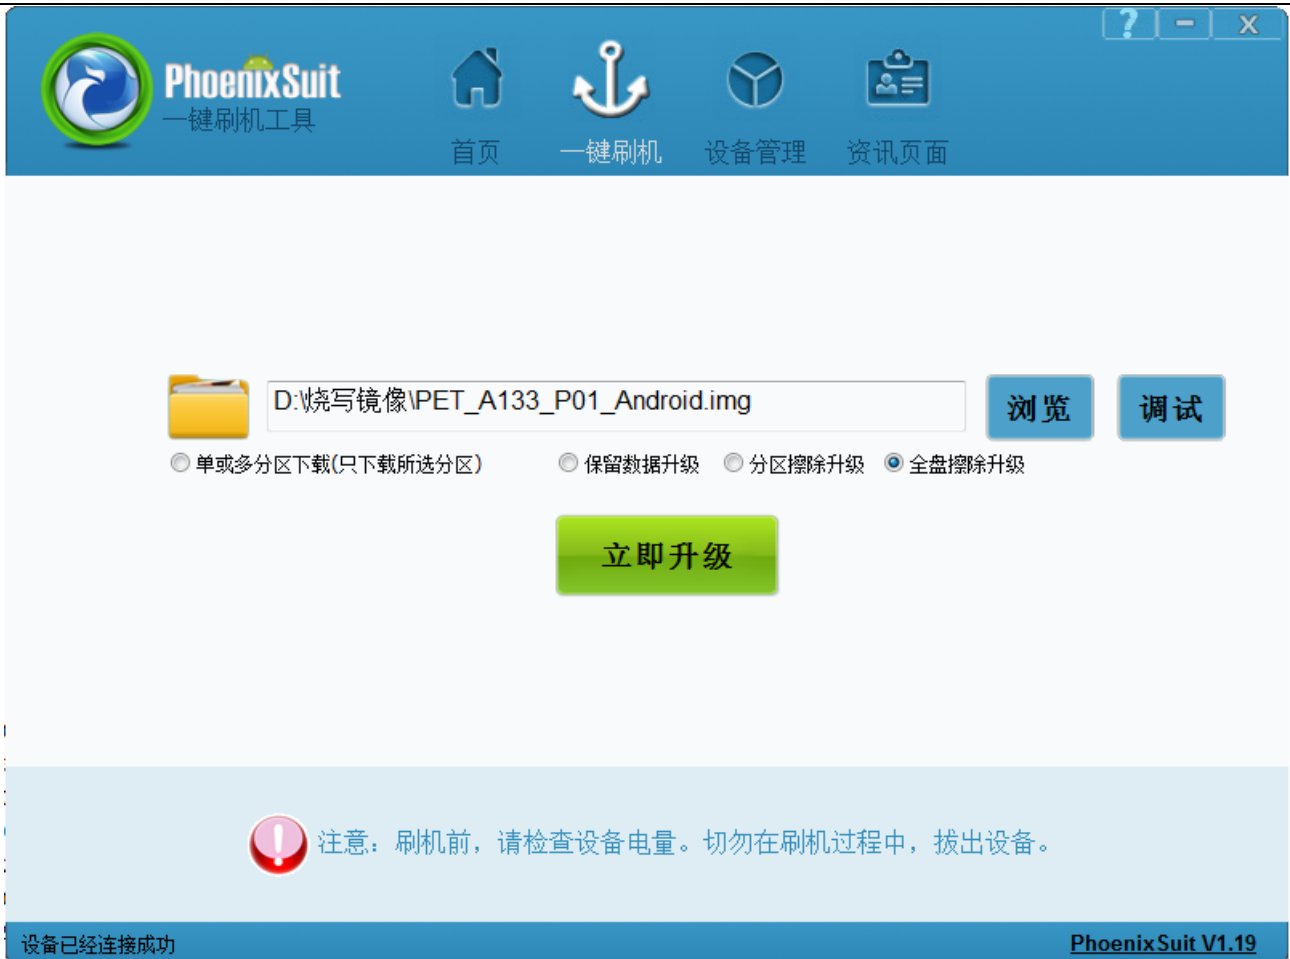 ? - X
PhoenixSuit
一键刷机工具
首页 一键刷机 设备管理 资讯页面
D:\烧写镜像\PET_A133_P01_Android.img 浏览 调试
单或多分区下载(只下载所选分区) 保留数据升级 分区擦除升级 全盘擦除升级
立即升级
注意：刷机前，请检查设备电量。切勿在刷机过程中，拔出设备。
设备已经连接成功 PhoenixSuit V1.19